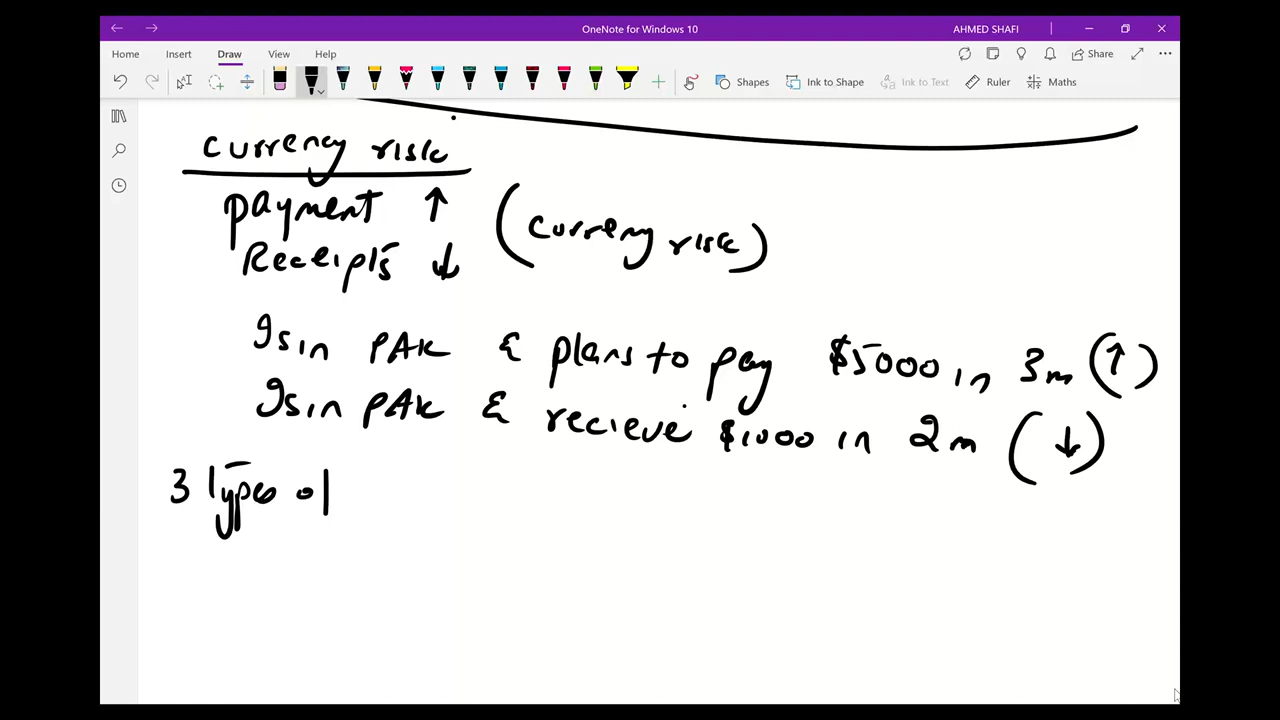 OneNote for Windows 10
AHMED SHAFI
Home Insert Draw View Help
Share
Shapes Ink to Shape Ink to Text Ruler Maths
currency risk
payment ↑ (currency risk)
Receipts ↓
Is in PAK & plans to pay $5000 in 3m (↑)
Is in PAK & recieve $1000 in 2m (↓)
3 Types of